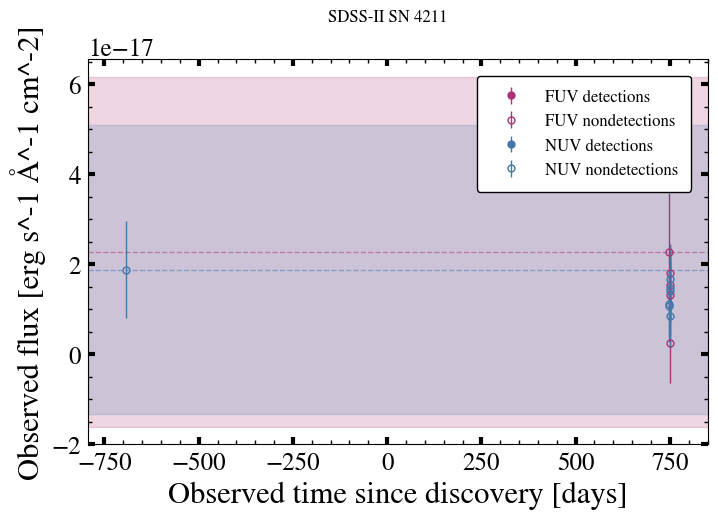 SDSS-II SN 4211
1e−17
FUV detections
FUV nondetections
NUV detections
NUV nondetections
6
4
2
0
−2
−750
−500
−250
0
250
500
750
Observed time since discovery [days]
Observed flux [erg s^-1 Å^-1 cm^-2]